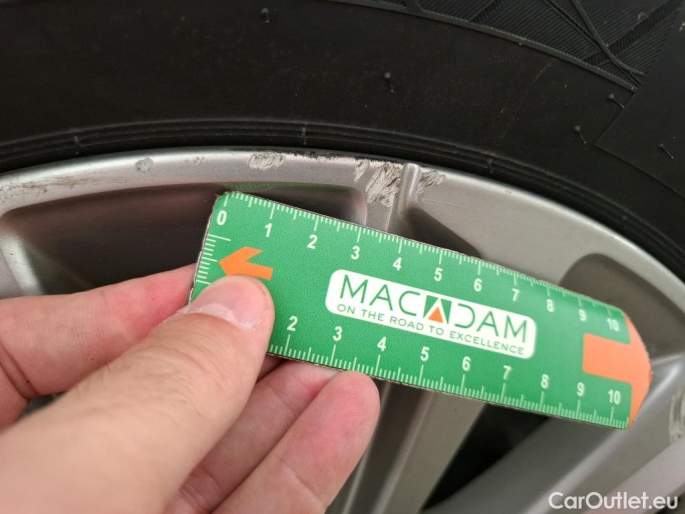 0 1 2 3 4 5 6 7 8 9 10
MACADAM
ON THE ROAD TO EXCELLENCE
2 3 4 5 6 7 8 9 10
CarOutlet.eu